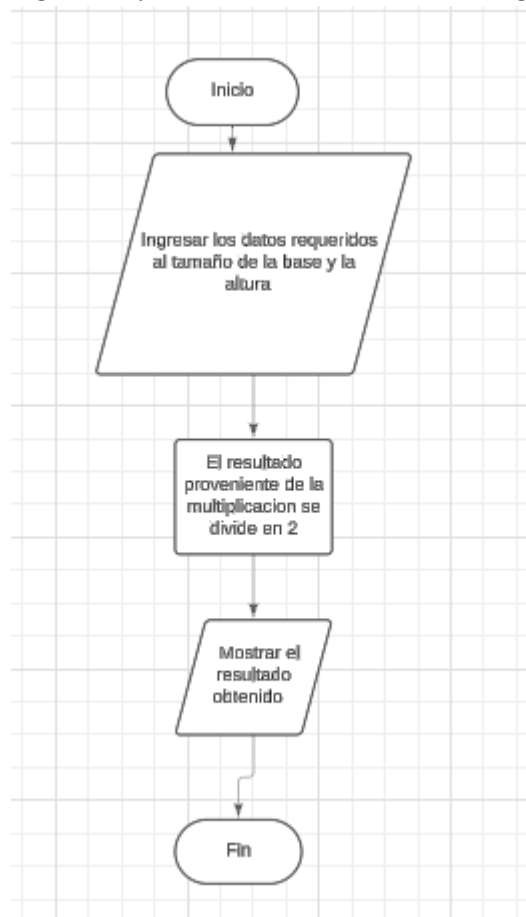 Inicio
Ingresar los datos requeridos
al tamaño de la base y la
altura
El resultado
proveniente de la
multiplicacion se
divide en 2
Mostrar el
resultado
obtenido
Fin